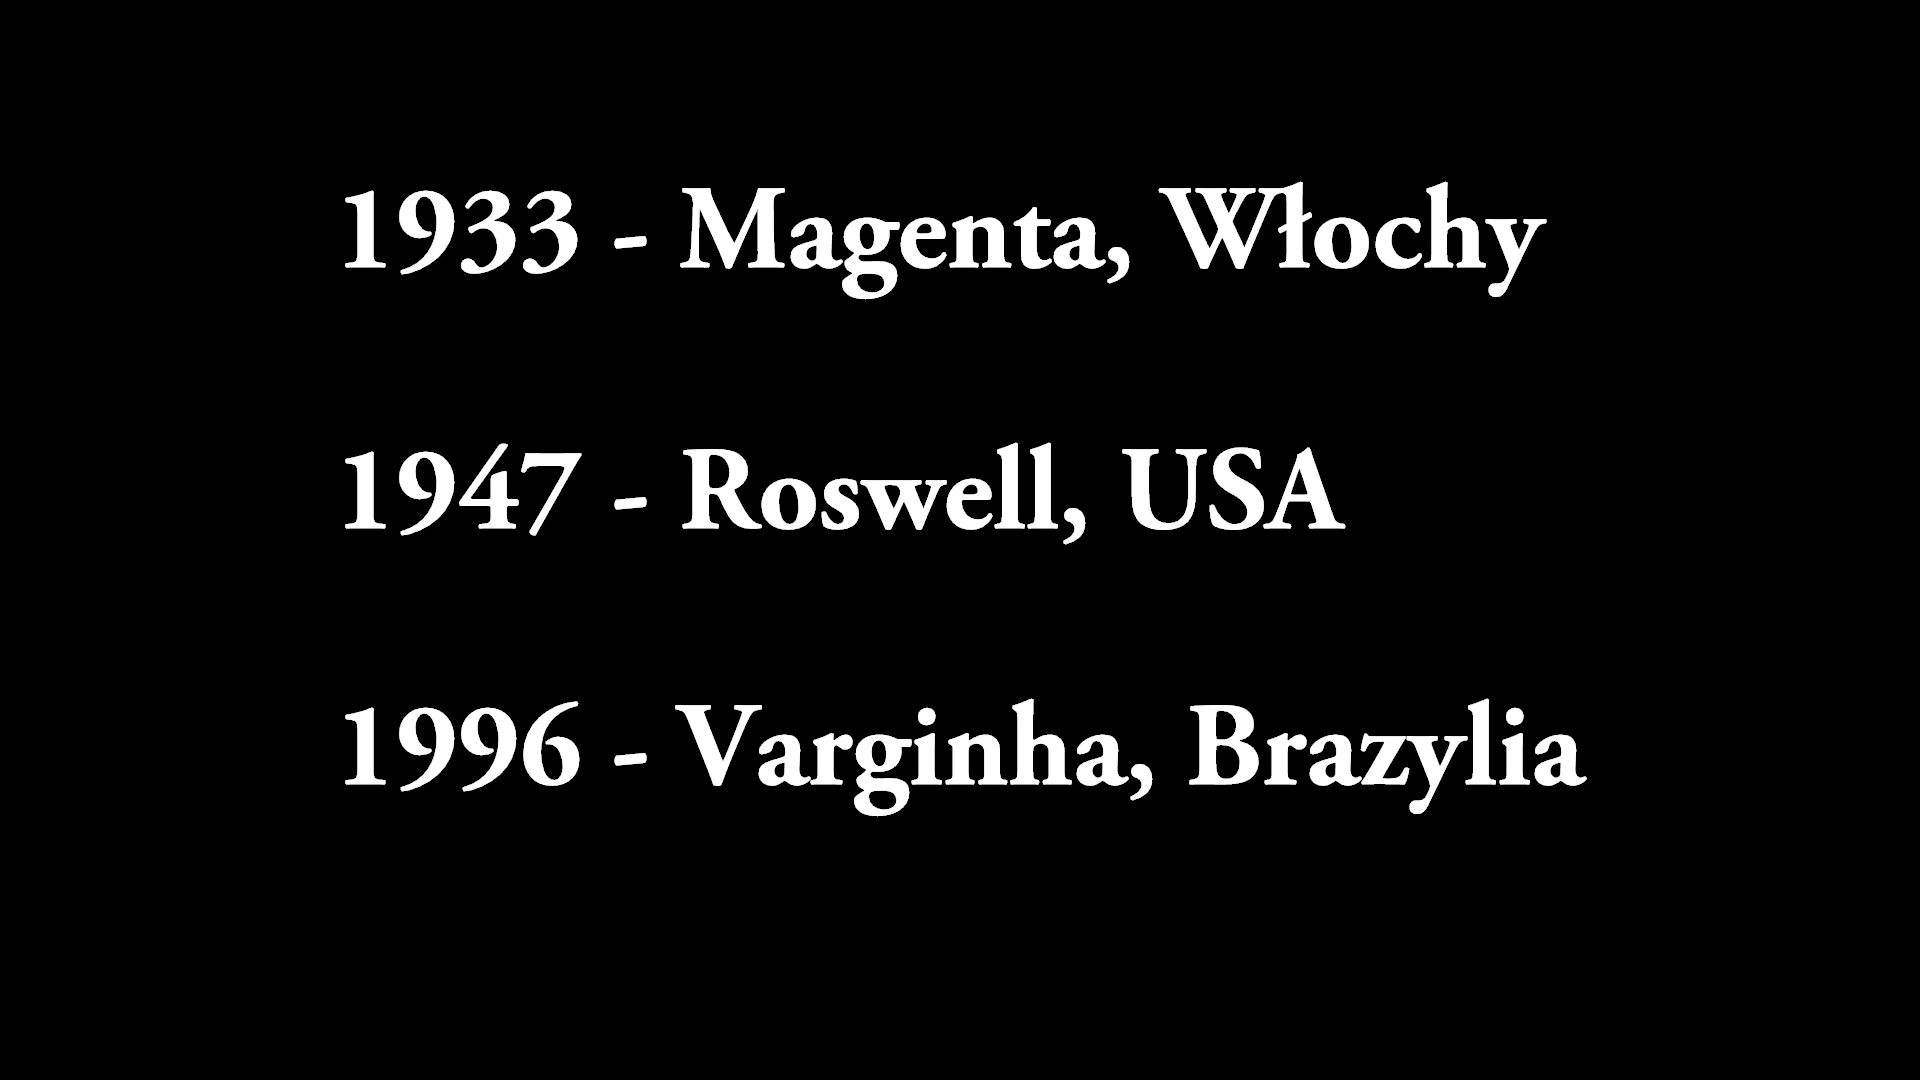 1933 - Magenta, Włochy
1947 - Roswell, USA
1996 - Varginha, Brazylia